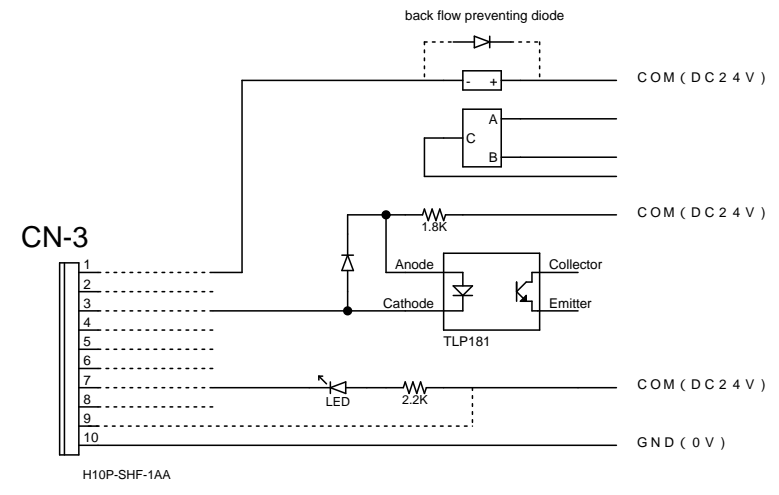 back flow preventing diode
- +
COM(DC24V)
A
C
B
COM(DC24V)
1.8K
CN-3
Anode
Collector
1
2
Cathode
Emitter
3
4
TLP181
5
6
7
COM(DC24V)
LED
2.2K
8
9
10
GND(0V)
H10P-SHF-1AA